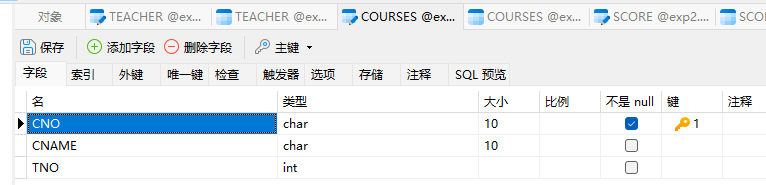 对象 TEACHER @ex... TEACHER @ex... COURSES @ex... COURSES @ex... SCORE @exp2.... SCO
保存 添加字段 删除字段 主键
字段 索引 外键 唯一键 检查 触发器 选项 存储 注释 SQL 预览
名 类型 大小 比例 不是 null 键 注释
CNO char 10 1
CNAME char 10
TNO int